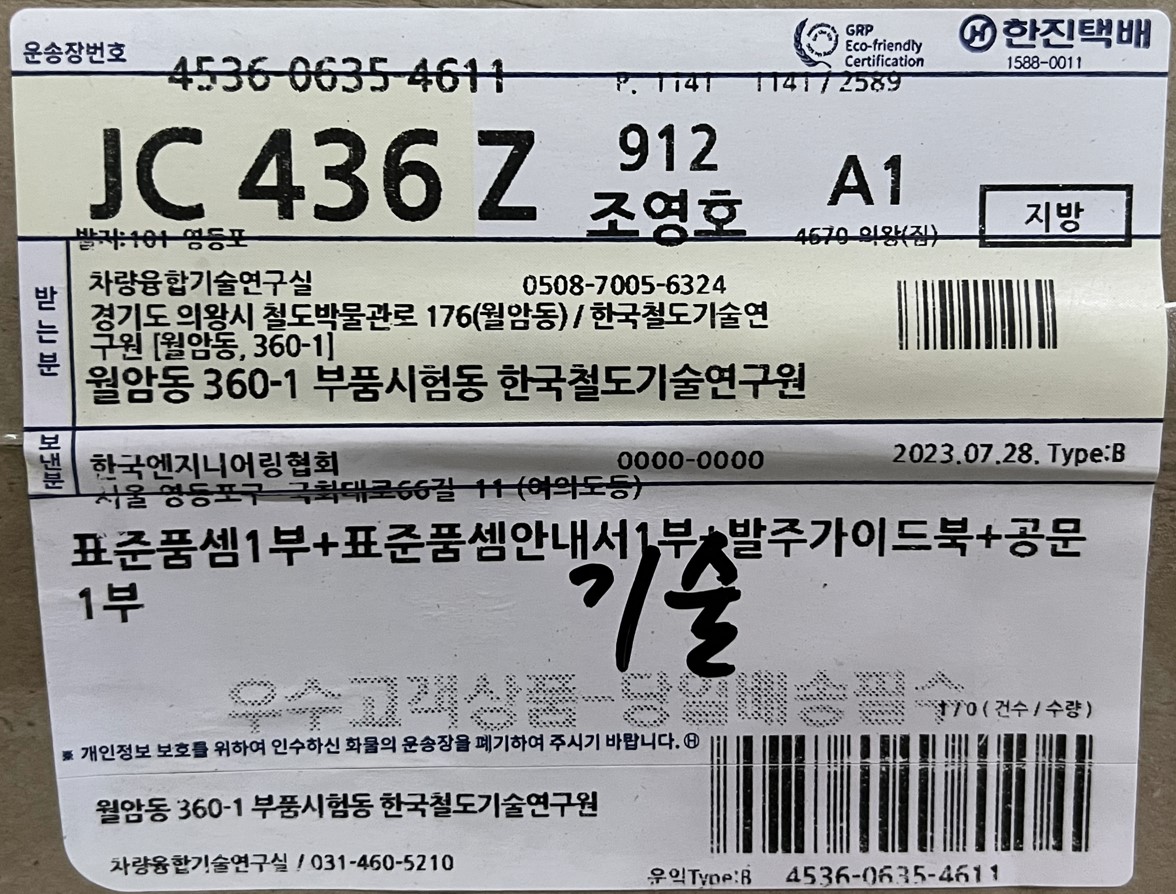 운송장번호
GRP
Eco-friendly
Certification
한진택배
1588-0011
4536-0635-4611
P. 1141 1141 / 2589
JC 436 Z
912
조영호
A1
지방
발지:101 영등포
4670 의왕(집)
받는분
차량융합기술연구실 0508-7005-6324
경기도 의왕시 철도박물관로 176(월암동) / 한국철도기술연
구원 [월암동, 360-1]
월암동 360-1 부품시험동 한국철도기술연구원
보낸분
한국엔지니어링협회 0000-0000 2023.07.28. Type:B
서울 영등포구 국회대로66길 11 (여의도동)
표준품셈1부+표준품셈안내서1부+발주가이드북+공문
1부
기술
우수고객상품-당일배송필수
1 / 0 ( 건수 / 수량 )
※ 개인정보 보호를 위하여 인수하신 화물의 운송장을 폐기하여 주시기 바랍니다. H
월암동 360-1 부품시험동 한국철도기술연구원
차량융합기술연구실 / 031-460-5210
운임Type:B 4536-0635-4611